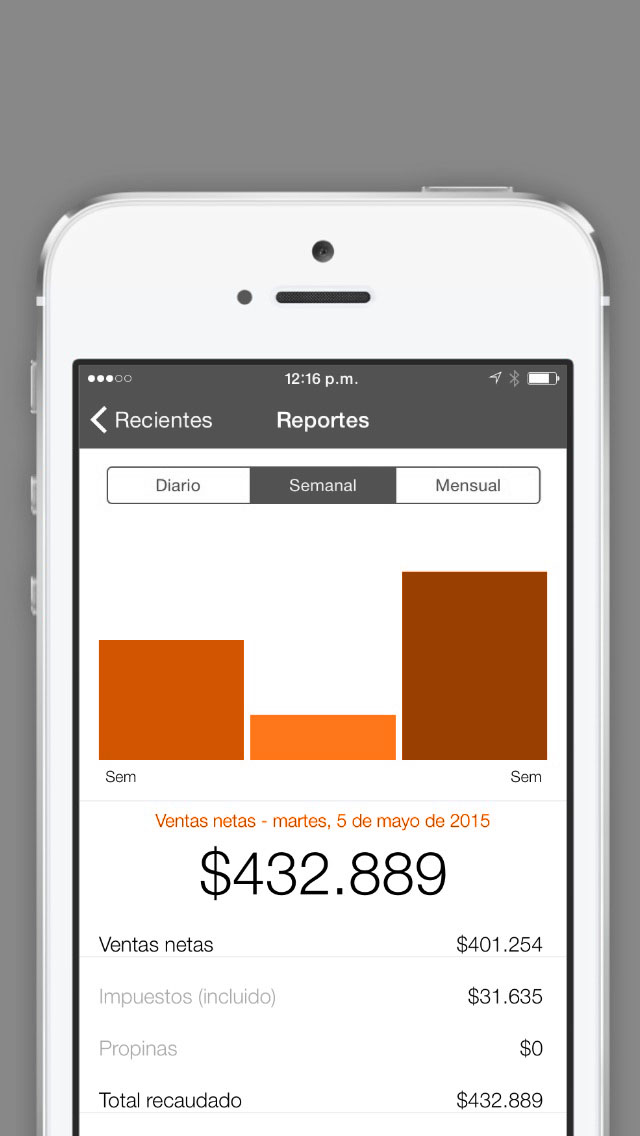 12:16 p.m.
Recientes Reportes
Diario Semanal Mensual
Sem Sem
Ventas netas - martes, 5 de mayo de 2015
$432.889
Ventas netas $401.254
Impuestos (incluido) $31.635
Propinas $0
Total recaudado $432.889